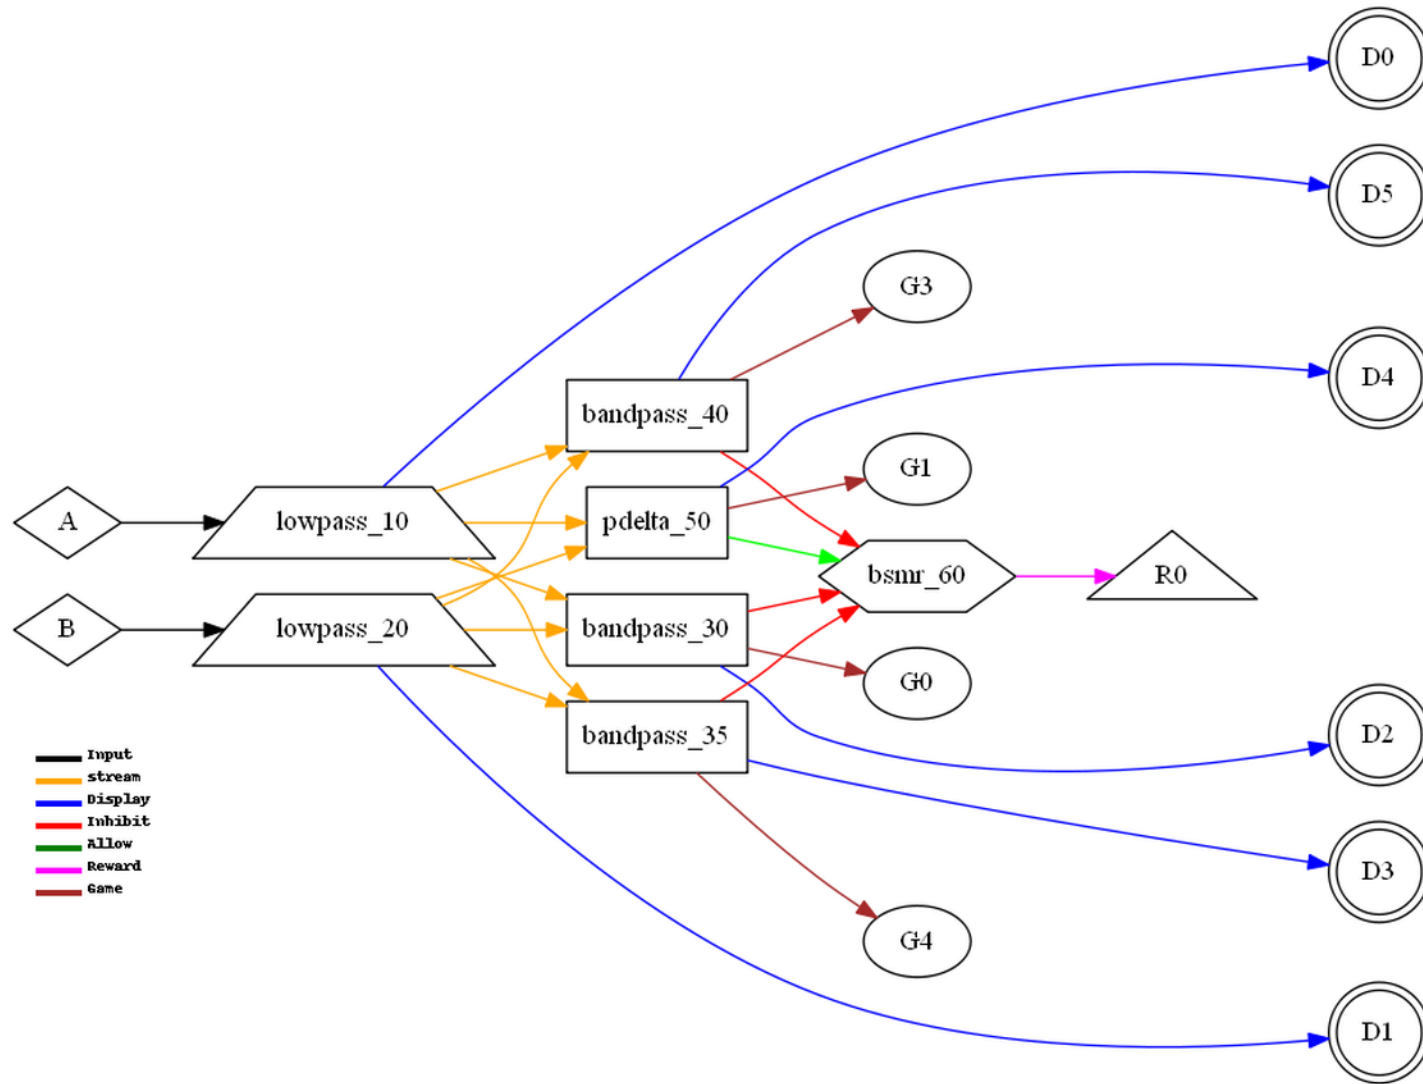 D0
D5
G3
D4
bandpass_40
G1
A
lowpass_10
pdelta_50
bsmr_60
R0
B
lowpass_20
bandpass_30
G0
bandpass_35
D2
Input
stream
Display
Inhibit
Allow
Reward
Game
D3
G4
D1